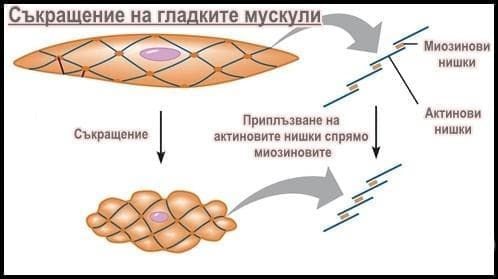 Съкращение на гладките мускули
Миозинови
нишки
Актинови
нишки
Съкращение
Приплъзване на
актиновите нишки спрямо
миозиновите